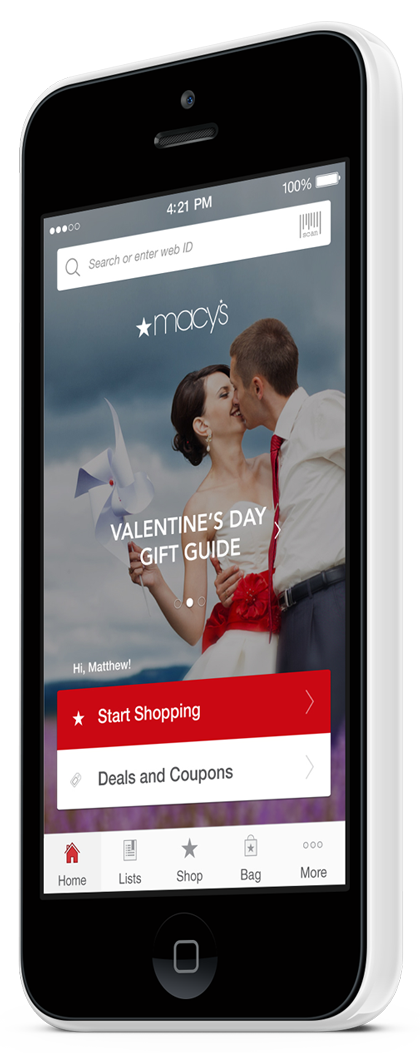 4:21 PM
100%
Search or enter web ID
scan
macy's
VALENTINE'S DAY
GIFT GUIDE
Hi, Matthew!
Start Shopping
Deals and Coupons
Home
Lists
Shop
Bag
More